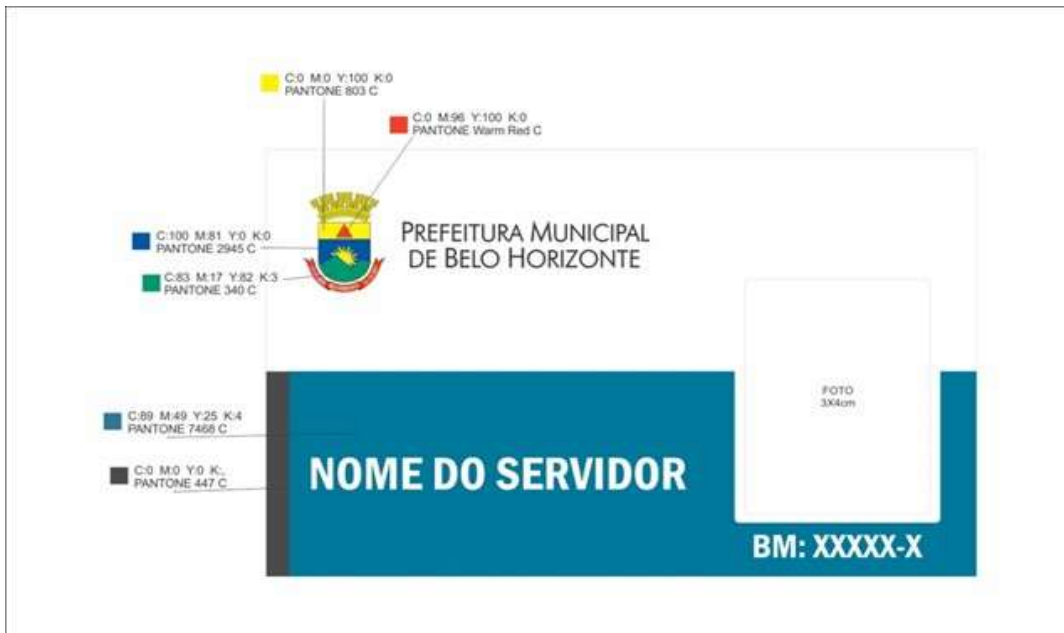 C:0 M:0 Y:100 K:0
PANTONE 803 C
C:0 M:96 Y:100 K:0
PANTONE Warm Red C
C:100 M:81 Y:0 K:0
PANTONE 2945 C
C:83 M:17 Y:82 K:3
PANTONE 340 C
PREFEITURA MUNICIPAL
DE BELO HORIZONTE
FOTO
3X4cm
C:89 M:49 Y:25 K:4
PANTONE 7468 C
C:0 M:0 Y:0 K:.
PANTONE 447 C
NOME DO SERVIDOR
BM: XXXXX-X